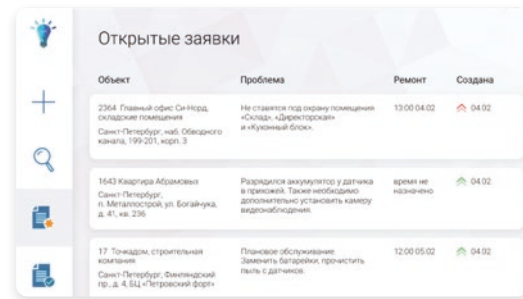 Открытые заявки
Объект Проблема Ремонт Создана
2364 Главный офис Си-Норд,
складские помещения
Санкт-Петербург, наб. Обводного
канала, 199-201, корп. 3
Не ставятся под охрану помещения
«Склад», «Директорская»
и «Кухонный блок».
13:00 04.02
04.02
1643 Квартира Абрамовых
Санкт-Петербург,
п. Металлострой, ул. Богайчука,
д. 41, кв. 236
Разрядился аккумулятор у датчика
в прихожей. Также необходимо
дополнительно установить камеру
видеонаблюдения.
время не
назначено
04.02
17 Точкадом, строительная
компания
Санкт-Петербург, Финляндский
пр., д. 4, БЦ «Петровский форт»
Плановое обслуживание.
Заменить батарейки, прочистить
пыль с датчиков.
12:00 05.02
04.02